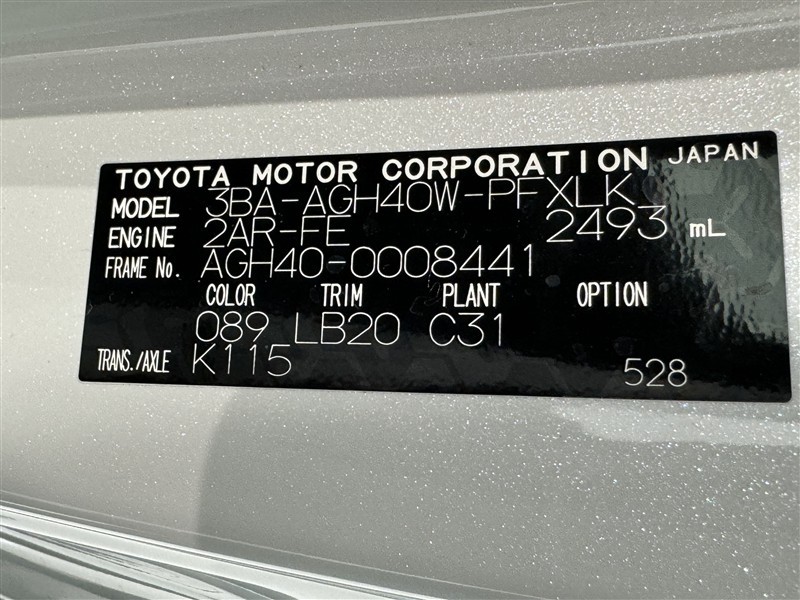 TOYOTA MOTOR CORPORATION JAPAN
MODEL 3BA-AGH40W-PFXLK
ENGINE 2AR-FE 2493 mL
FRAME No. AGH40-0008441
COLOR TRIM PLANT OPTION
089 LB20 C31
TRANS./AXLE K115 528